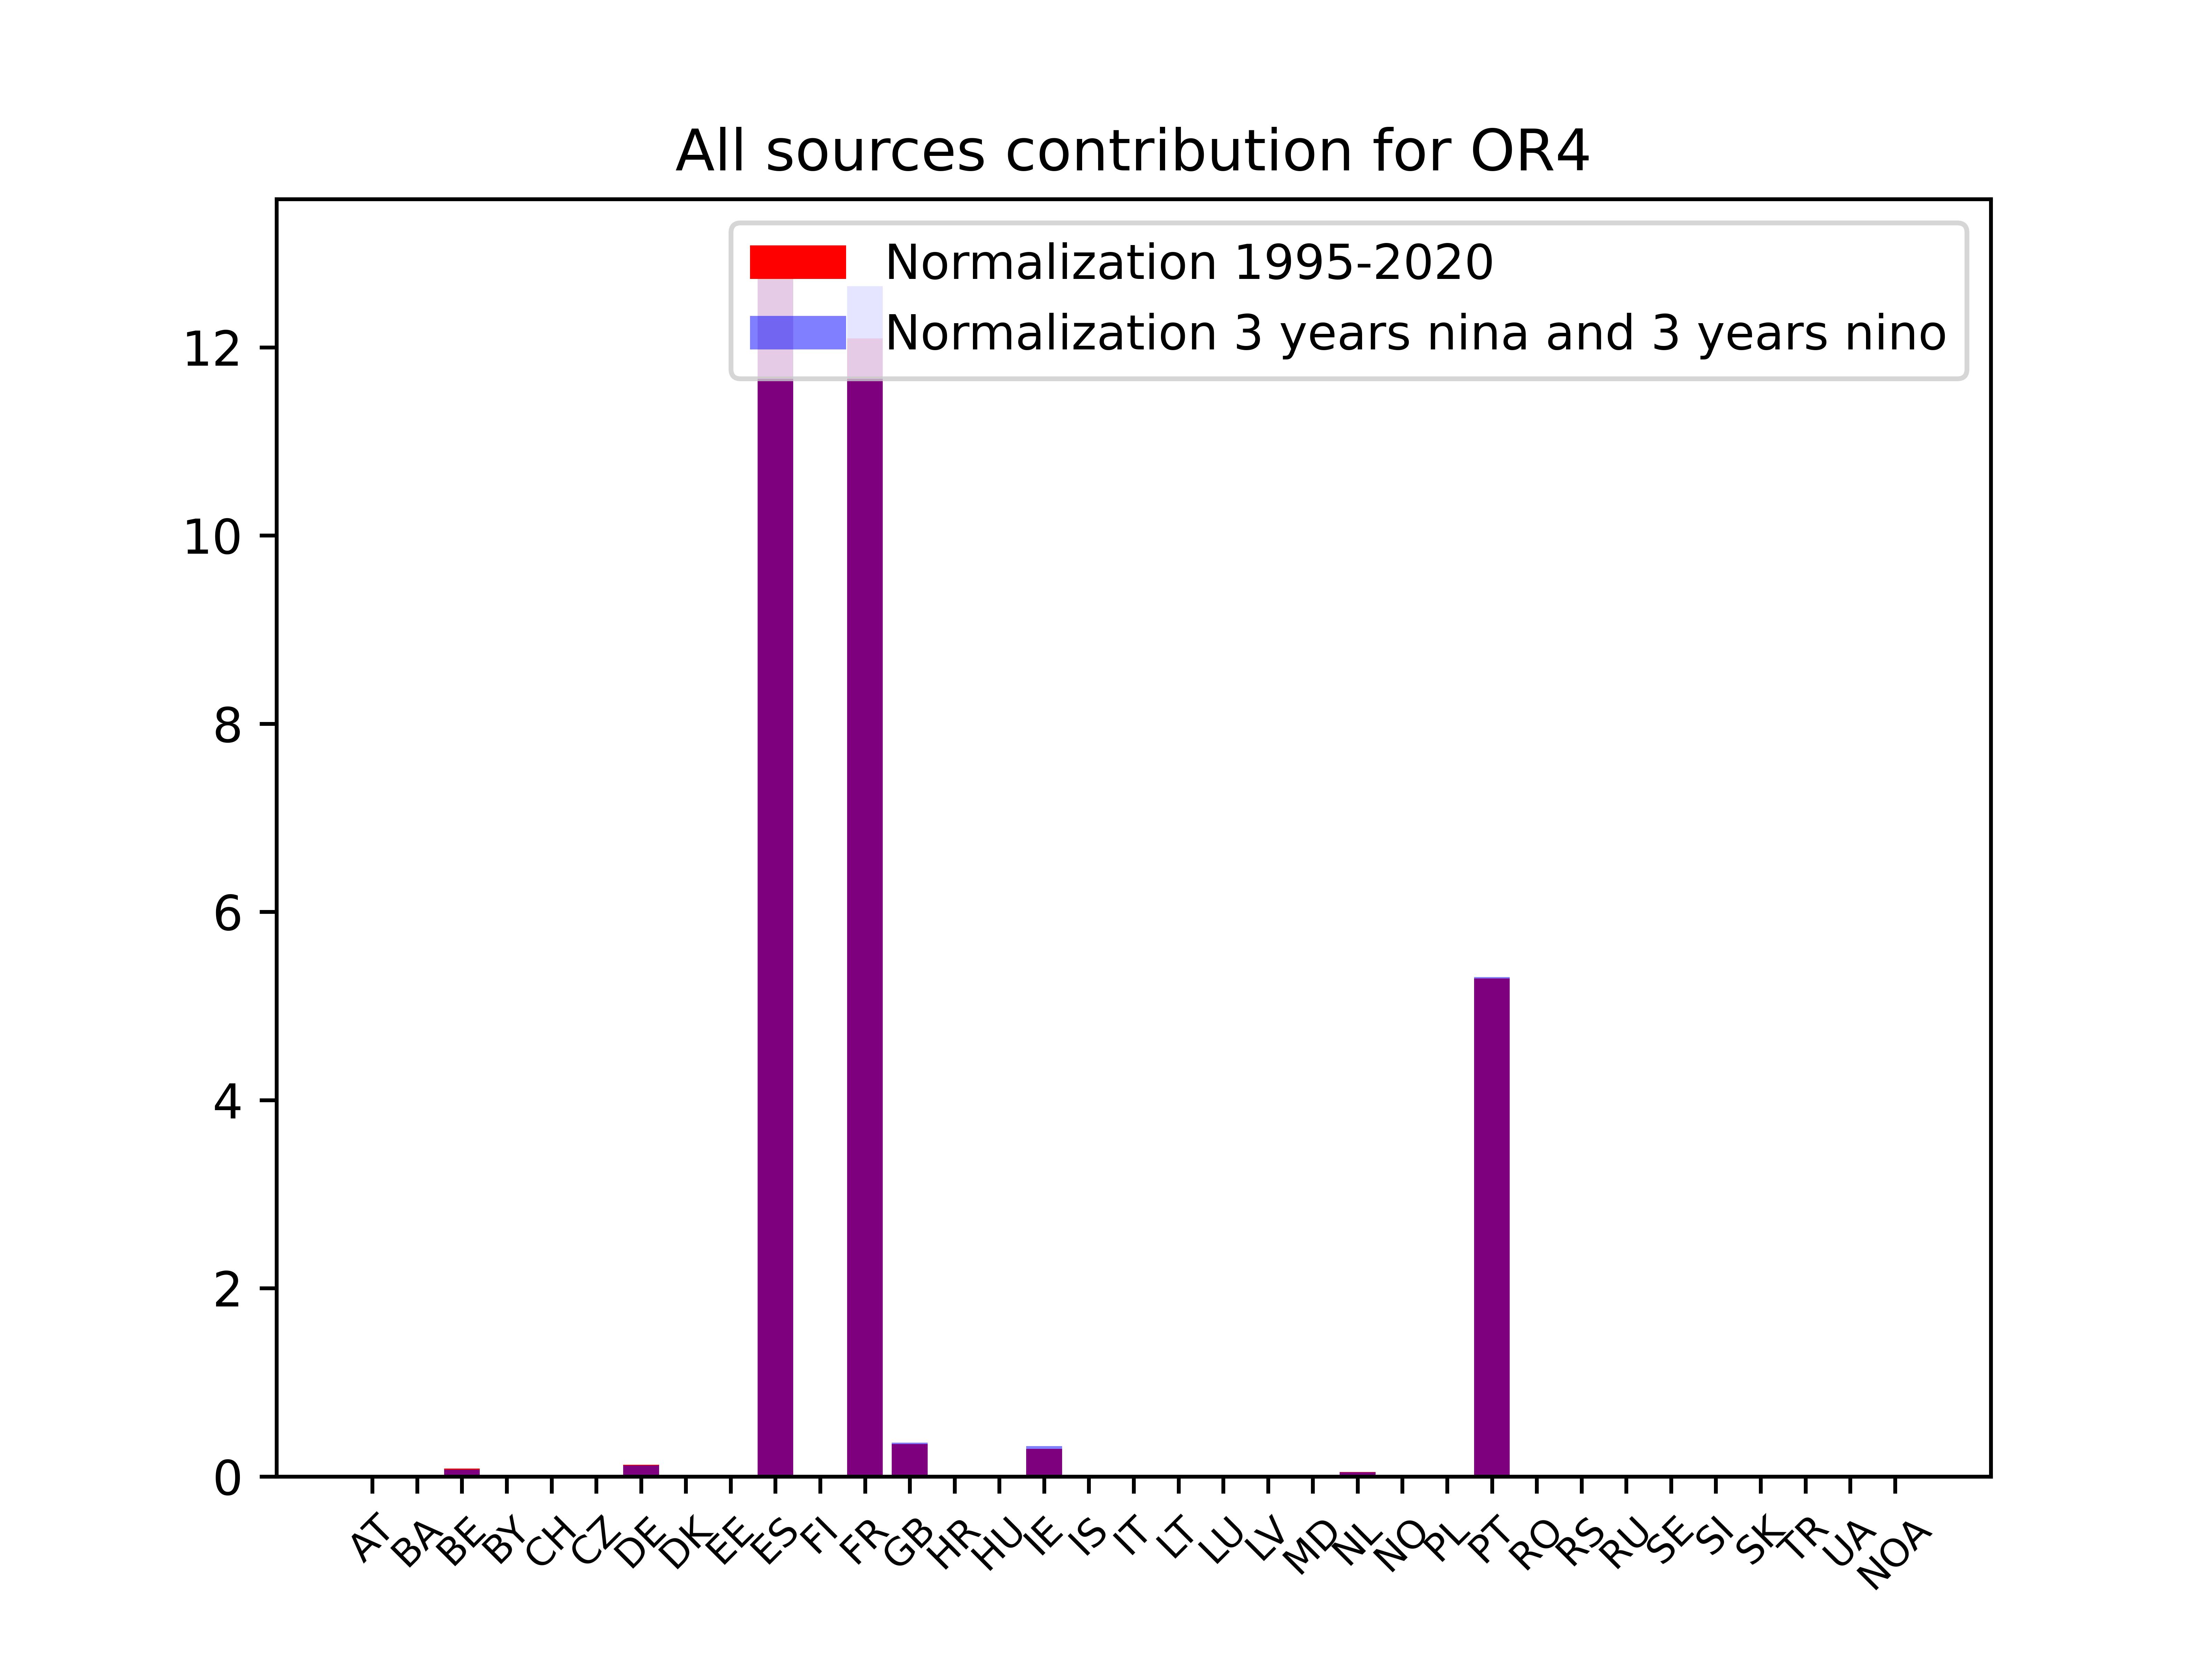 All sources contribution for OR4
Normalization 1995-2020
Normalization 3 years nina and 3 years nino
12
10
8
6
4
2
0
AT BA BE BY CH CZ DE DK EE ES FI FR GB HR HU IE IS IT LT LU LV MD NL NO PL PT RO RS RU SE SI SK TR UA NOA